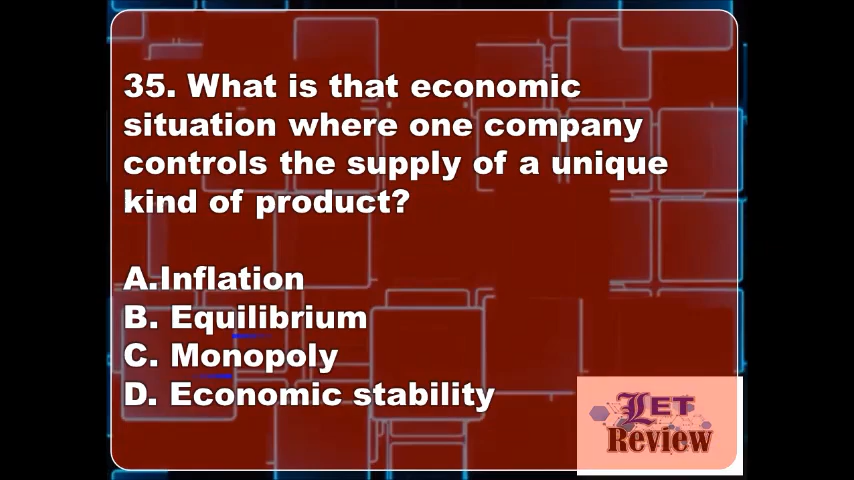 35. What is that economic
situation where one company
controls the supply of a unique
kind of product?
A.Inflation
B. Equilibrium
C. Monopoly
D. Economic stability
LET
Review